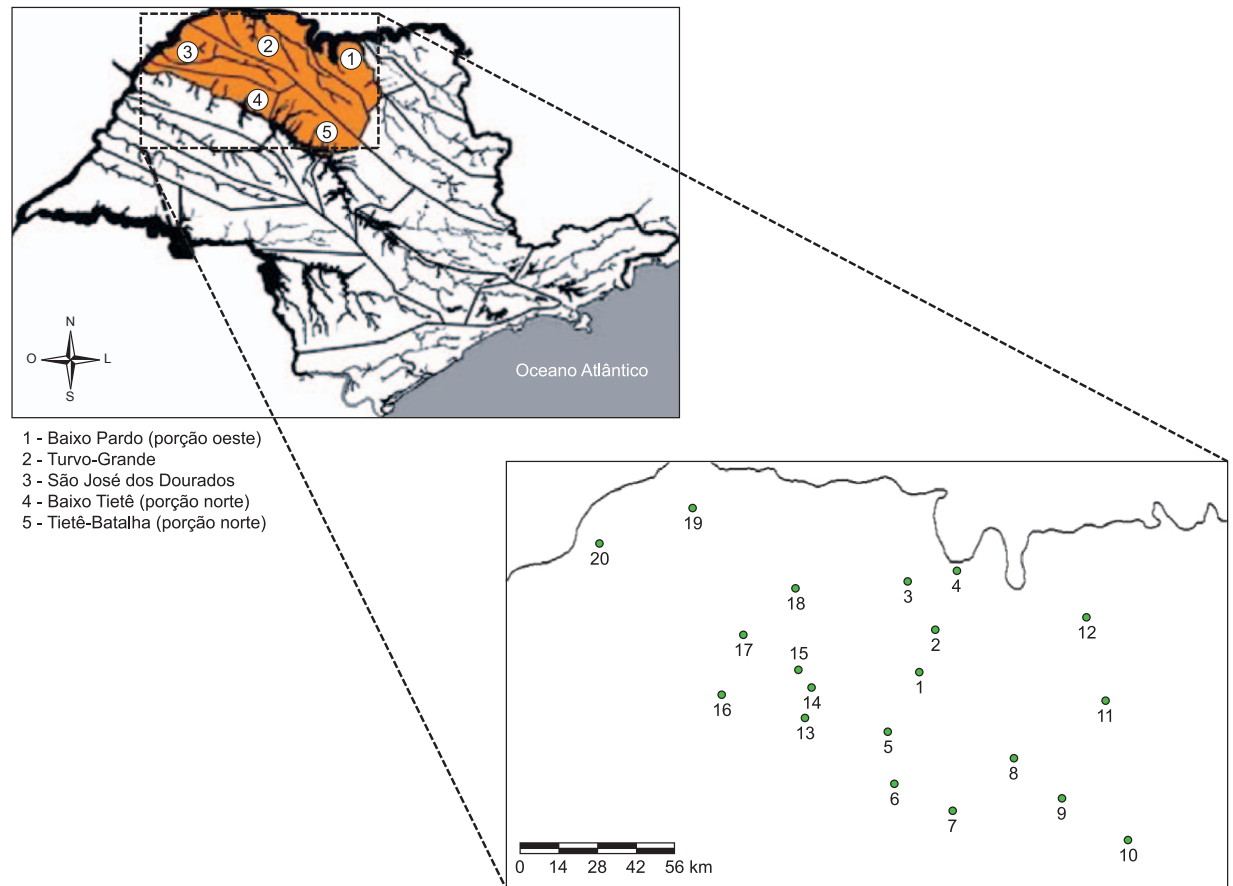 3
2
1
4
5
N
O
L
S
Oceano Atlântico
1 - Baixo Pardo (porção oeste)
2 - Turvo-Grande
3 - São José dos Dourados
4 - Baixo Tietê (porção norte)
5 - Tietê-Batalha (porção norte)
19
20
4
3
18
12
2
17
15
1
14
16
11
13
5
8
6
9
7
10
0 14 28 42 56 km